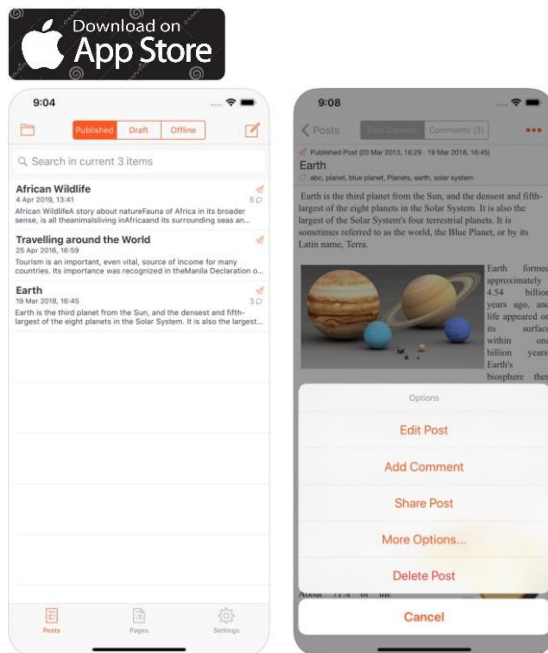 Download on
App Store
9:04
Published Draft Offline
Search in current 3 items
African Wildlife
4 Apr 2019, 13:41 5
African WildlifeA story about natureFauna of Africa in its broader
sense, is all theanimalsliving inAfricaand its surrounding seas an...
Travelling around the World
25 Apr 2016, 16:59
Tourism is an important, even vital, source of income for many
countries. Its importance was recognized in theManila Declaration o...
Earth
19 Mar 2018, 16:45 3
Earth is the third planet from the Sun, and the densest and fifth-
largest of the eight planets in the Solar System. It is also the largest...
Posts Pages Settings
9:08
Posts Post Content Comments (3)
Published Post (20 Mar 2013, 16:29 - 19 Mar 2018, 16:45)
Earth
abc, planet, blue planet, Planets, earth, solar system
Earth is the third planet from the Sun, and the densest and fifth-
largest of the eight planets in the Solar System. It is also the
largest of the Solar System's four terrestrial planets. It is
sometimes referred to as the world, the Blue Planet, or by its
Latin name, Terra.
Earth formed
approximately
4.54 billion
years ago, and
life appeared on
its surface
within one
billion years.
Earth's
biosphere then
Options
Edit Post
Add Comment
Share Post
More Options...
Delete Post
About 71% of the
Cancel